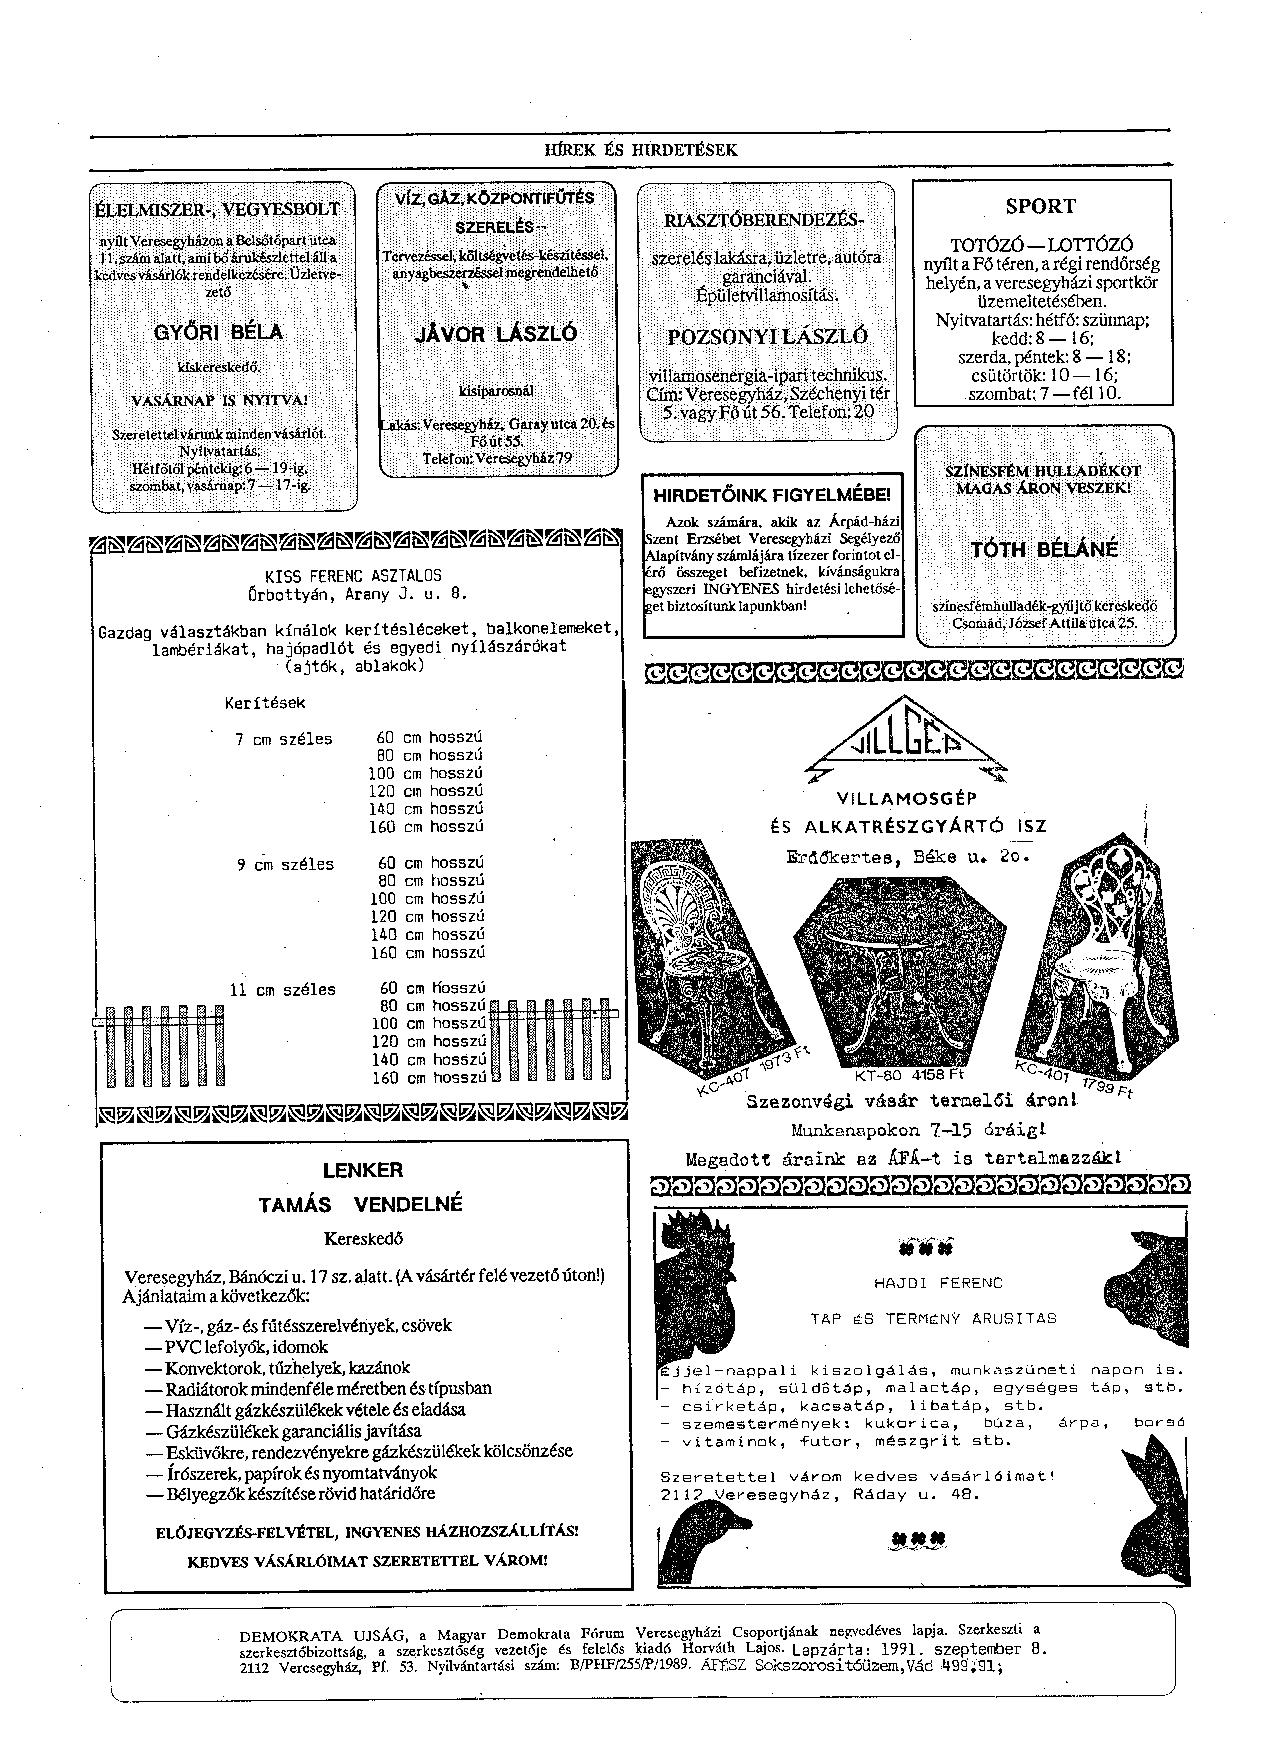 HÍREK ÉS HIRDETÉSEK
ÉLELMISZER-, VEGYESBOLT
nyílt Veresegyházon a Belsőtópart utca
11. szám alatt, ami bő árukészlettel áll a
kedves vásárlók rendelkezésére. Üzletve-
zető
GYŐRI BÉLA
kiskereskedő.
VASÁRNAP IS NYITVA!
Szeretettel várunk minden vásárlót.
Nyitvatartás:
Hétfőtől péntekig: 6 — 19-ig,
szombat, vasárnap: 7 — 17-ig.
VÍZ, GÁZ, KÖZPONTIFŰTÉS
SZERELÉS-
Tervezéssel, költségvetés-készítéssel,
anyagbeszerzéssel megrendelhető
JÁVOR LÁSZLÓ
kisiparosnál
Lakás: Veresegyház, Garay utca 20. és
Fő út 55.
Telefon: Veresegyház 79
RIASZTÓBERENDEZÉS-
szerelés lakásra, üzletre, autóra
garanciával.
Épületvillamosítás.
POZSONYI LÁSZLÓ
villamosenergia-ipari technikus.
Cím: Veresegyház, Széchenyi tér
5. vagy Fő út 56. Telefon: 20
SPORT
TOTÓZÓ — LOTTÓZÓ
nyílt a Fő téren, a régi rendőrség
helyén, a veresegyházi sportkör
üzemeltetésében.
Nyitvatartás: hétfő: szünnap;
kedd: 8 — 16;
szerda, péntek: 8 — 18;
csütörtök: 10 — 16;
szombat: 7 — fél 10.
HIRDETŐINK FIGYELMÉBE!
Azok számára, akik az Árpád-házi
Szent Erzsébet Veresegyházi Segélyező
Alapítvány számlájára tízezer forintot el-
érő összeget befizetnek, kívánságukra
egyszeri INGYENES hirdetési lehetősé-
get biztosítunk lapunkban!
SZÍNESFÉM HULLADÉKOT
MAGAS ÁRON VESZEK!
TÓTH BÉLÁNÉ
színesfémhulladék-gyűjtő kereskedő
Csomád, József Attila utca 25.
KISS FERENC ASZTALOS
Őrbottyán, Arany J. u. 8.
Gazdag választákban kínálok kerítésléceket, balkonelemeket,
lambériákat, hajópadlót és egyedi nyílászárókat
(ajtók, ablakok)
Kerítések
7 cm széles 60 cm hosszú
80 cm hosszú
100 cm hosszú
120 cm hosszú
140 cm hosszú
160 cm hosszú
9 cm széles 60 cm hosszú
80 cm hosszú
100 cm hosszú
120 cm hosszú
140 cm hosszú
160 cm hosszú
11 cm széles 60 cm hosszú
80 cm hosszú
100 cm hosszú
120 cm hosszú
140 cm hosszú
160 cm hosszú
VILLGÉP
VILLAMOSGÉP
ÉS ALKATRÉSZGYÁRTÓ ISZ
Erdőkertes, Béke u. 2o.
KC-407 1973 Ft
KT-80 4158 Ft
KC-401 1799 Ft
Szezonvégi vásár termelői áron!
Munkanapokon 7-15 óráig!
Megadott áraink az ÁFÁ-t is tartalmazzák!
LENKER
TAMÁS VENDELNÉ
Kereskedő
Veresegyház, Bánóczi u. 17 sz. alatt. (A vásártér felé vezető úton!)
Ajánlataim a következők:
— Víz-, gáz- és fűtésszerelvények, csövek
— PVC lefolyók, idomok
— Konvektorok, tűzhelyek, kazánok
— Radiátorok mindenféle méretben és típusban
— Használt gázkészülékek vétele és eladása
— Gázkészülékek garanciális javítása
— Esküvőkre, rendezvényekre gázkészülékek kölcsönzése
— Írószerek, papírok és nyomtatványok
— Bélyegzők készítése rövid határidőre
ELŐJEGYZÉS-FELVÉTEL, INGYENES HÁZHOZSZÁLLÍTÁS!
KEDVES VÁSÁRLÓIMAT SZERETETTEL VÁROM!
HAJDI FERENC
TAP ÉS TERMÉNY ARUSITAS
Éjjel-nappali kiszolgálás, munkaszüneti napon is.
- hízótáp, süldőtáp, malactáp, egységes táp, stb.
- csirketáp, kacsatáp, libatáp, stb.
- szemestermények: kukorica, búza, árpa, borsó
- vitaminok, futor, mészgrit stb.
Szeretettel várom kedves vásárlóimat!
2112 Veresegyház, Ráday u. 48.
DEMOKRATA UJSÁG, a Magyar Demokrata Fórum Veresegyházi Csoportjának negyedéves lapja. Szerkeszti a
szerkesztőbizottság, a szerkesztőség vezetője és felelős kiadó Horváth Lajos. Lapzárta: 1991. szeptember 8.
2112 Veresegyház, Pf. 53. Nyilvántartási szám: B/PHF/255/P/1989. ÁFÉSZ Sokszorosítóüzem, Vác 499.91;